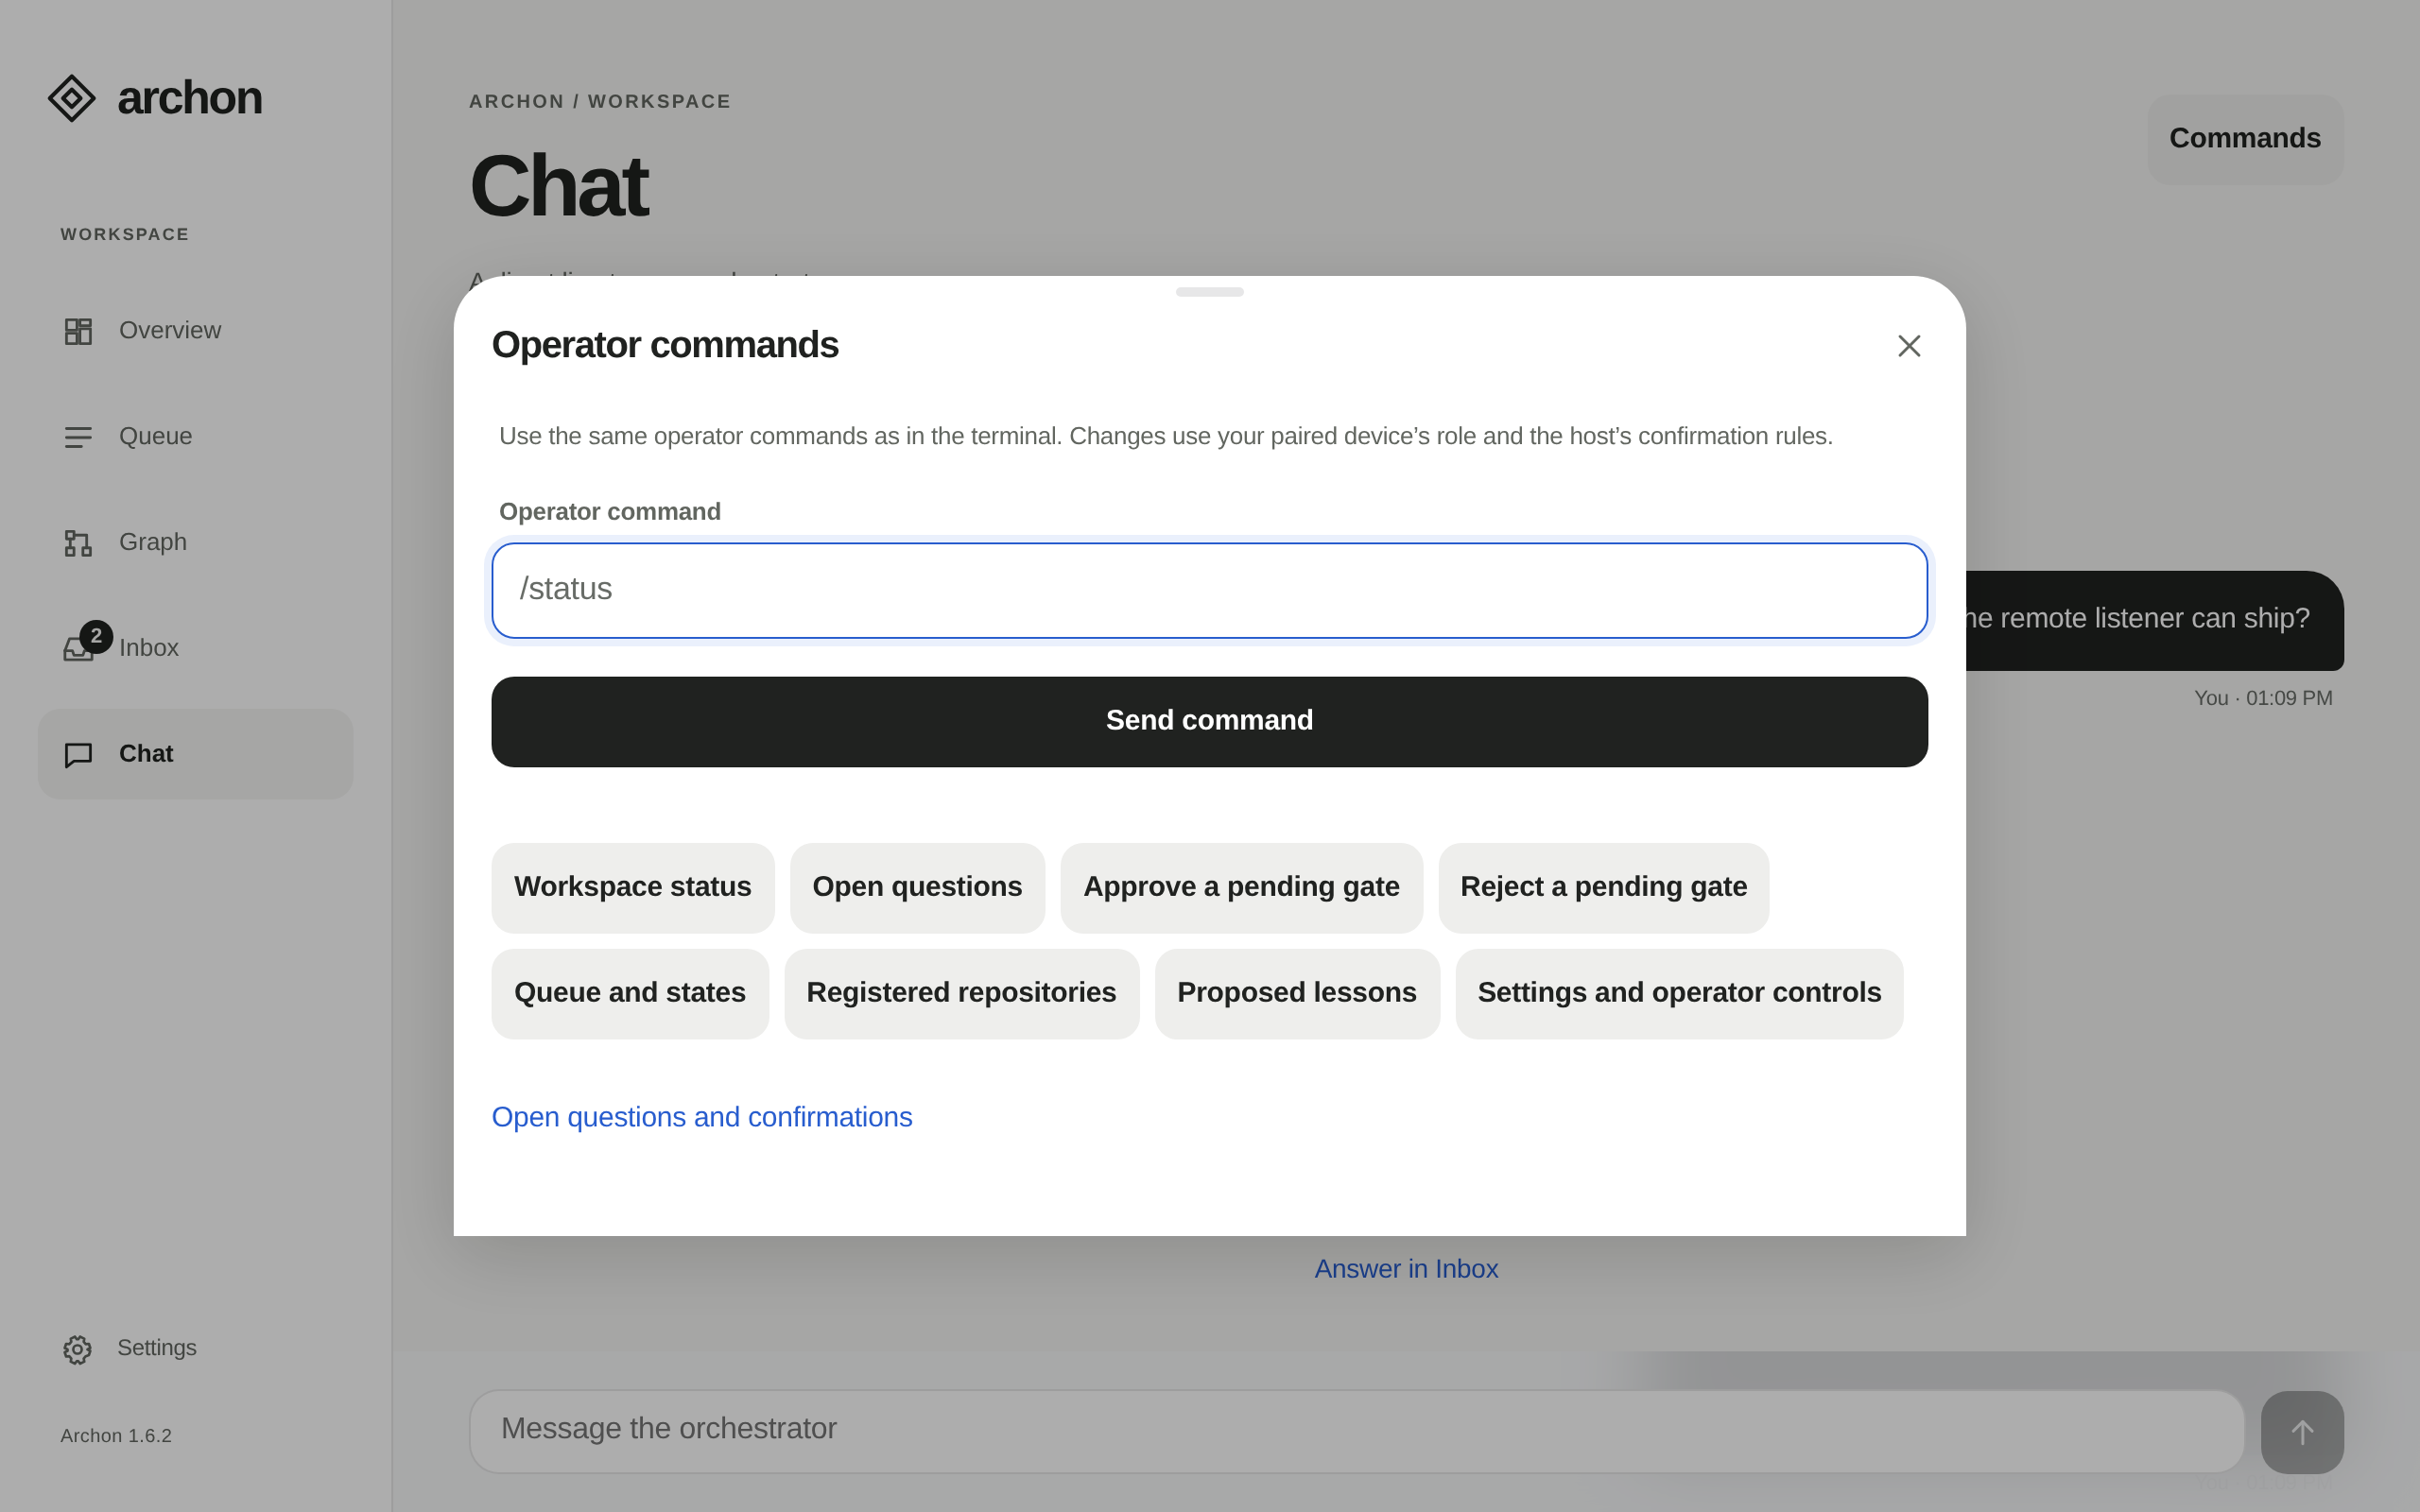 archon
WORKSPACE
Overview
Queue
Graph
2
Inbox
Chat
Settings
Archon 1.6.2
ARCHON / WORKSPACE
Chat
Commands
Operator commands
Use the same operator commands as in the terminal. Changes use your paired device’s role and the host’s confirmation rules.
Operator command
/status
Send command
Workspace status
Open questions
Approve a pending gate
Reject a pending gate
Queue and states
Registered repositories
Proposed lessons
Settings and operator controls
Open questions and confirmations
remote listener can ship?
You · 01:09 PM
Answer in Inbox
Message the orchestrator